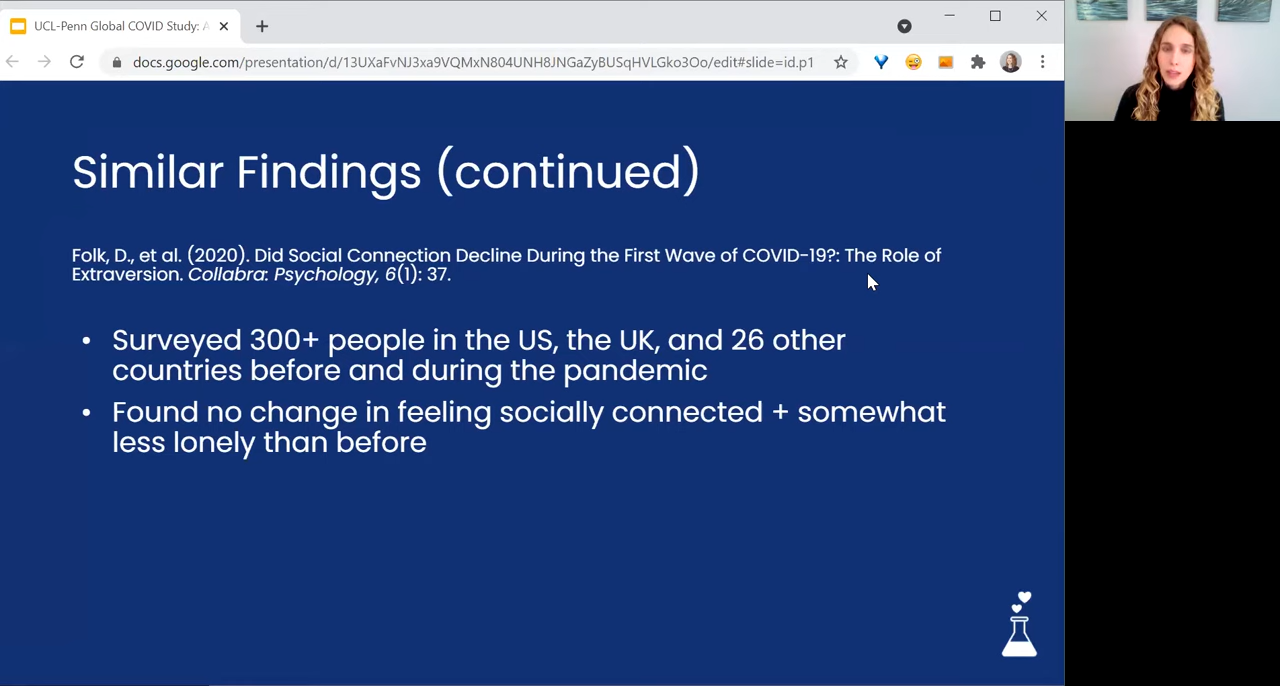 UCL-Penn Global COVID Study: A
docs.google.com/presentation/d/13UXaFvNJ3xa9VQMxN804UNH8JNGaZyBUSqHVLGko3Oo/edit#slide=id.p1
Similar Findings (continued)
Folk, D., et al. (2020). Did Social Connection Decline During the First Wave of COVID-19?: The Role of
Extraversion. Collabra: Psychology, 6(1): 37.
• Surveyed 300+ people in the US, the UK, and 26 other
countries before and during the pandemic
• Found no change in feeling socially connected + somewhat
less lonely than before